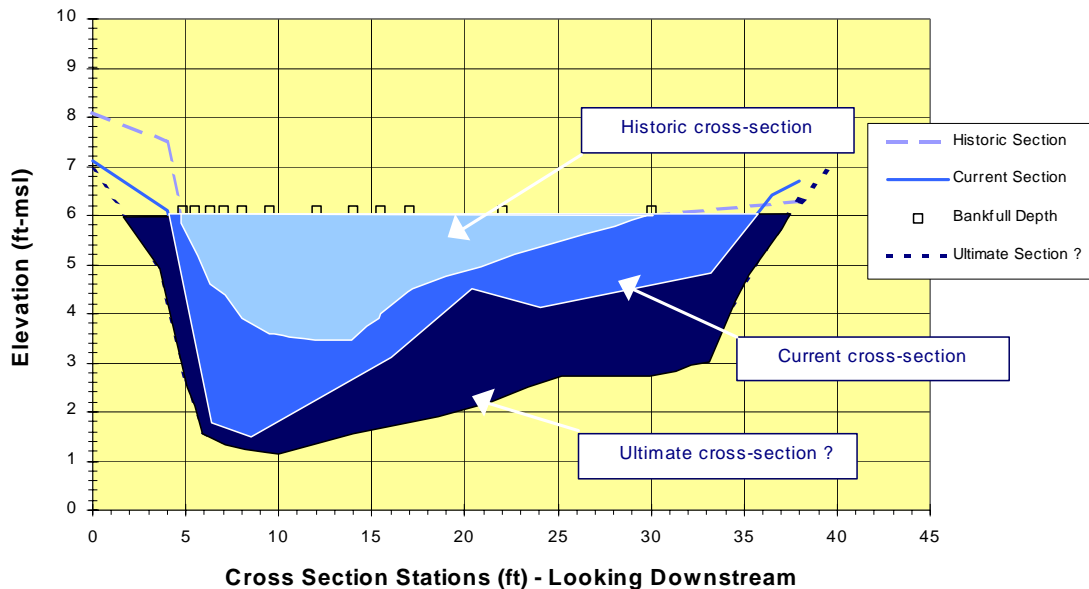 10
9
8
7
6
5
4
3
2
1
0
Elevation (ft-msl)
Historic cross-section
Current cross-section
Ultimate cross-section ?
Historic Section
Current Section
Bankfull Depth
Ultimate Section ?
0 5 10 15 20 25 30 35 40 45
Cross Section Stations (ft) - Looking Downstream